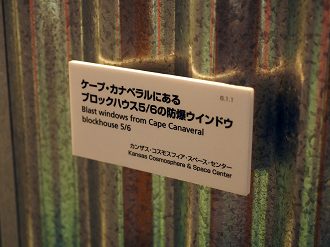 8.1.1
ケープ・カナベラルにある
ブロックハウス5/6の防爆ウインドウ
Blast windows from Cape Canaveral
blockhouse 5/6
カンザス・コズモスフィア・スペース・センター
Kansas Cosmosphere & Space Center